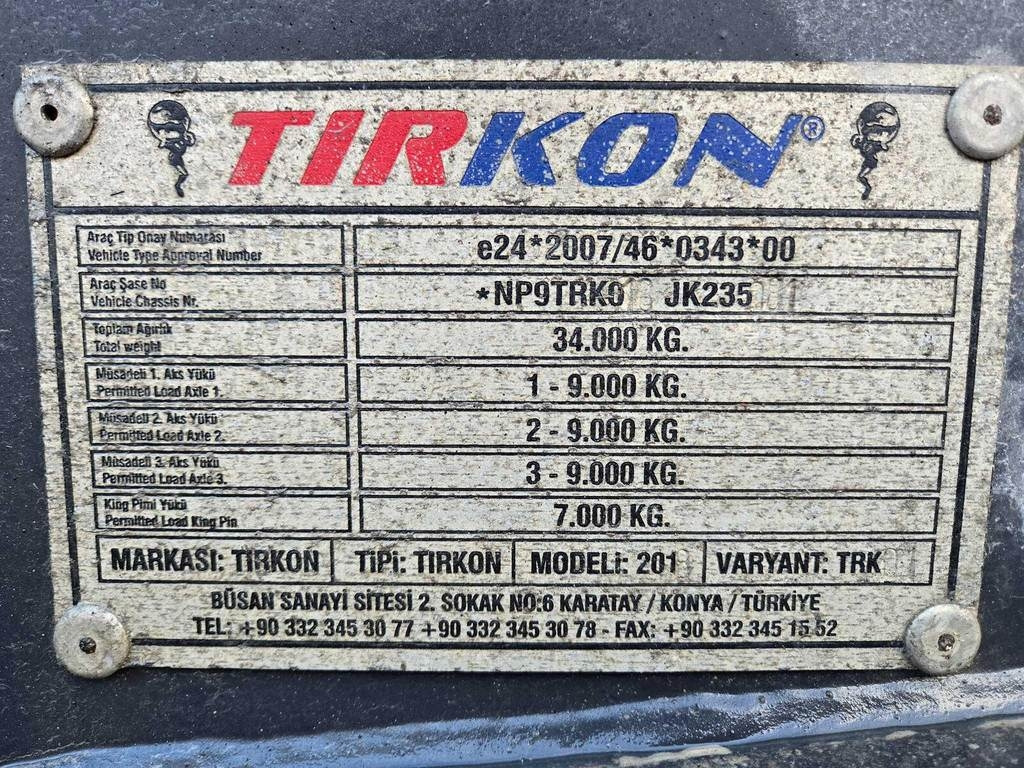 TIRKON®
Araç Tip Onay Numarası
Vehicle Type Approval Number
e24*2007/46*0343*00
Araç Şase No
Vehicle Chassis Nr.
*NP9TRK0 JK235
Toplam Ağırlık
Total weight
34.000 KG.
Müsadeli 1. Aks Yükü
Permitted Load Axle 1.
1 - 9.000 KG.
Müsadeli 2. Aks Yükü
Permitted Load Axle 2.
2 - 9.000 KG.
Müsadeli 3. Aks Yükü
Permitted Load Axle 3.
3 - 9.000 KG.
King Pimi Yükü
Permitted Load King Pin
7.000 KG.
MARKASI: TIRKON TİPİ: TIRKON MODELİ: 201 VARYANT: TRK
BÜSAN SANAYİ SİTESİ 2. SOKAK NO:6 KARATAY / KONYA / TÜRKİYE
TEL: +90 332 345 30 77 +90 332 345 30 78 - FAX: +90 332 345 15 52